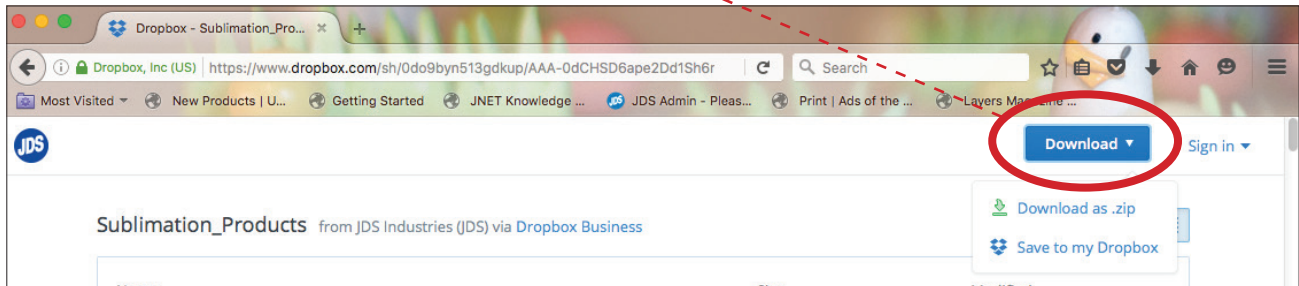 Dropbox - Sublimation_Pro... × +
Dropbox, Inc (US) https://www.dropbox.com/sh/0do9byn513gdkup/AAA-0dCHSD6ape2Dd1Sh6r Search
Most Visited New Products | U... Getting Started JNET Knowledge ... JDS Admin - Pleas... Print | Ads of the ... Layers Magazine ...
JDS Download Sign in
Download as .zip
Sublimation_Products from JDS Industries (JDS) via Dropbox Business
Save to my Dropbox